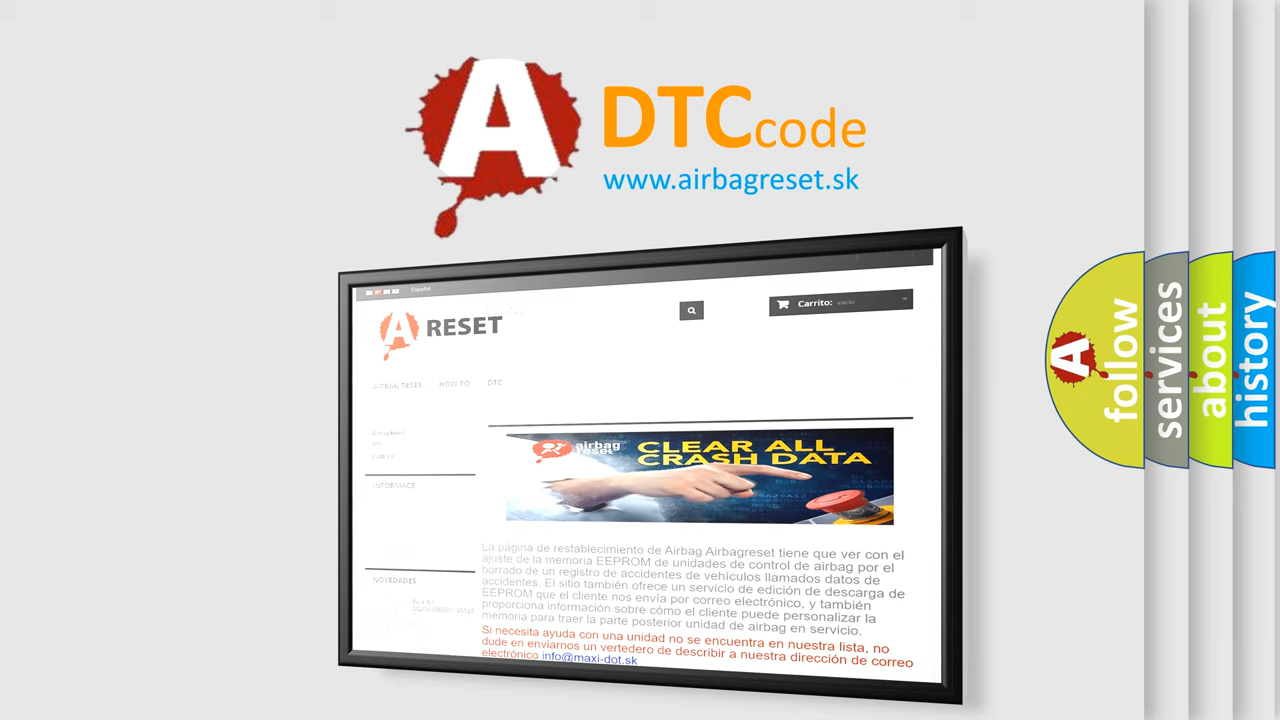 A DTC code
www.airbagreset.sk
Español
A RESET
Carrito: vacío
AIRBAG RESET HOW TO DTC
INFORMACE
airbag reset
CLEAR ALL
CRASH DATA
La página de restablecimiento de Airbag Airbagreset tiene que ver con el
ajuste de la memoria EEPROM de unidades de control de airbag por el
borrado de un registro de accidentes de vehículos llamados datos de
accidentes. El sitio también ofrece un servicio de edición de descarga de
EEPROM que el cliente nos envía por correo electrónico, y también
proporciona información sobre cómo el cliente puede personalizar la
memoria para traer la parte posterior unidad de airbag en servicio.
Si necesita ayuda con una unidad no se encuentra en nuestra lista, no
dude en enviarnos un vertedero de describir a nuestra dirección de correo
electrónico info@maxi-dot.sk
NOVEDADES
A follow
services
about
history